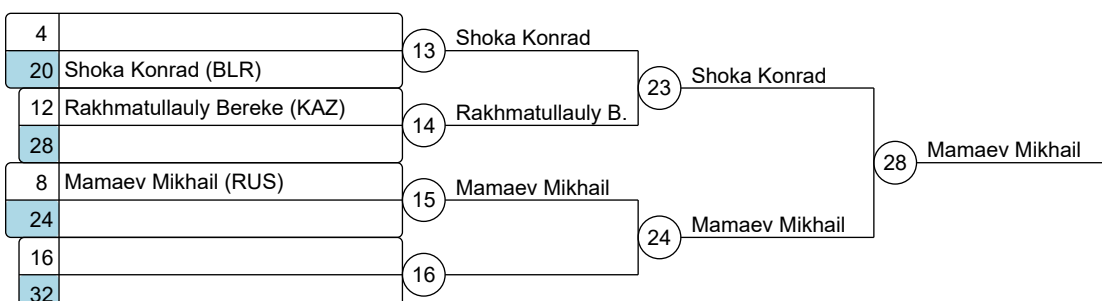 4
20 Shoka Konrad (BLR)
13 Shoka Konrad
12 Rakhmatullauly Bereke (KAZ)
28
14 Rakhmatullauly B.
23 Shoka Konrad
8 Mamaev Mikhail (RUS)
24
15 Mamaev Mikhail
16
32
16
24 Mamaev Mikhail
28 Mamaev Mikhail